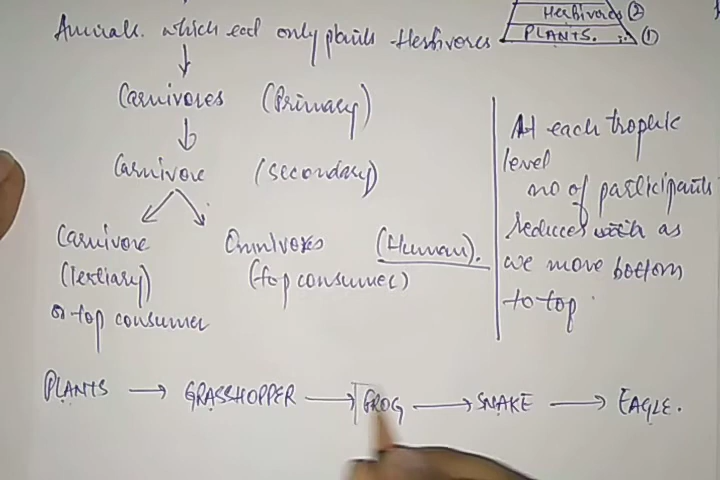 Herbivores ②
PLANTS. ①
Animals which eat only plants - Herbivores
Carnivores (Primary)
Carnivore (secondary)
Carnivore
(Tertiary)
or top consumer
Omnivores (Human).
(top consumer)
At each trophic
level
no of participants
reduces as
we move bottom
to top.
PLANTS → GRASSHOPPER → FROG → SNAKE → EAGLE.